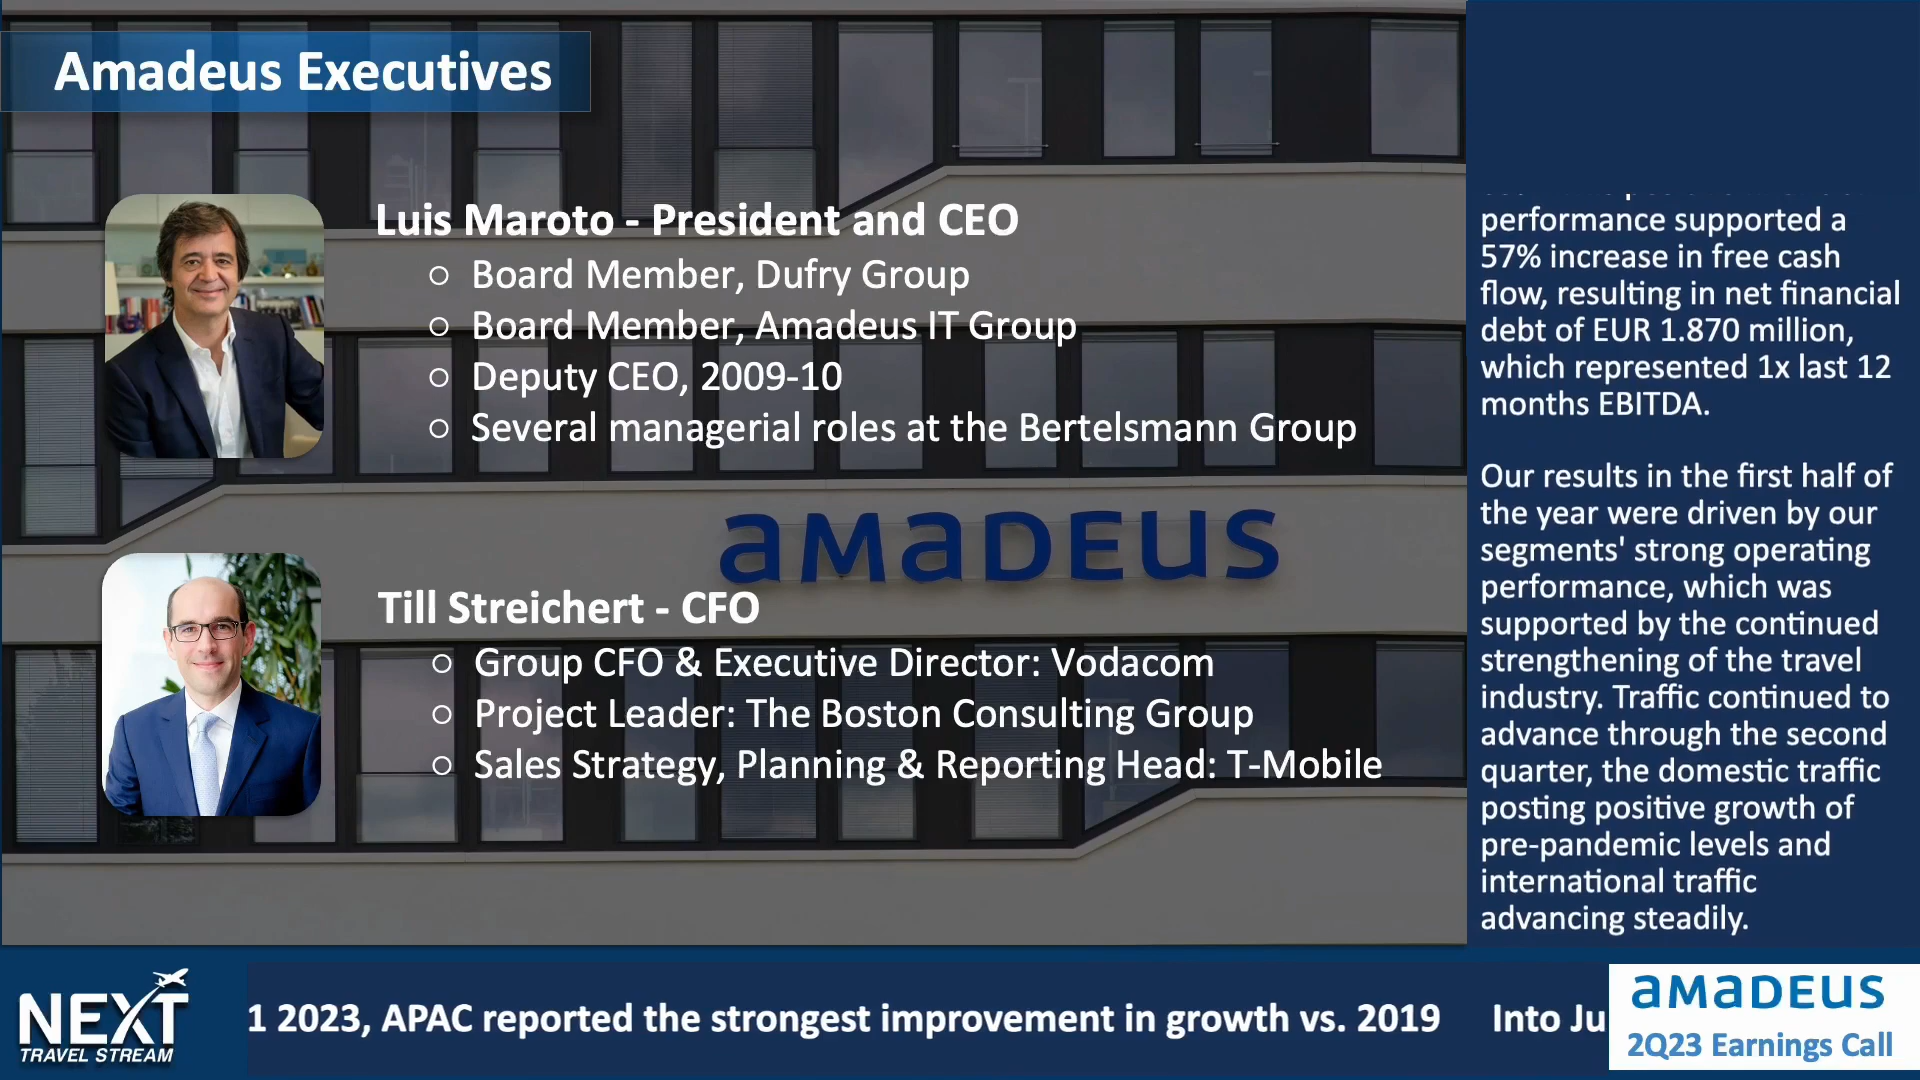 Amadeus Executives
Luis Maroto - President and CEO
○ Board Member, Dufry Group
○ Board Member, Amadeus IT Group
○ Deputy CEO, 2009-10
○ Several managerial roles at the Bertelsmann Group
amadeus
Till Streichert - CFO
○ Group CFO & Executive Director: Vodacom
○ Project Leader: The Boston Consulting Group
○ Sales Strategy, Planning & Reporting Head: T-Mobile
performance supported a
57% increase in free cash
flow, resulting in net financial
debt of EUR 1.870 million,
which represented 1x last 12
months EBITDA.
Our results in the first half of
the year were driven by our
segments' strong operating
performance, which was
supported by the continued
strengthening of the travel
industry. Traffic continued to
advance through the second
quarter, the domestic traffic
posting positive growth of
pre-pandemic levels and
international traffic
advancing steadily.
NEXT
TRAVEL STREAM
1 2023, APAC reported the strongest improvement in growth vs. 2019 Into Ju
amadeus
2Q23 Earnings Call